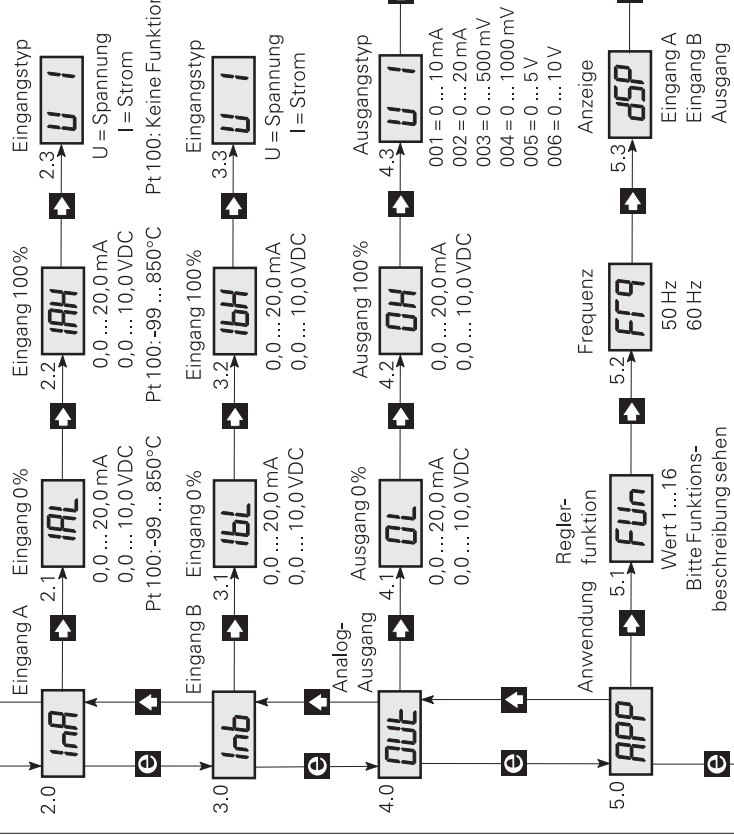 Eingang A
2.0
InA
Eingang 0%
2.1
IAL
0,0 ... 20,0 mA
0,0 ... 10,0 VDC
Pt 100:-99 ... 850°C
Eingang 100%
2.2
IAH
0,0 ... 20,0 mA
0,0 ... 10,0 VDC
Pt 100:-99 ... 850°C
Eingangstyp
2.3
U I
U = Spannung
I = Strom
Pt 100: Keine Funktion
e
Eingang B
3.0
Inb
Eingang 0%
3.1
IbL
0,0 ... 20,0 mA
0,0 ... 10,0 VDC
Eingang 100%
3.2
IbH
0,0 ... 20,0 mA
0,0 ... 10,0 VDC
Eingangstyp
3.3
U I
U = Spannung
I = Strom
e
Analog-
Ausgang
4.0
OUt
Ausgang 0%
4.1
OL
0,0 ... 20,0 mA
0,0 ... 10,0 VDC
Ausgang 100%
4.2
OH
0,0 ... 20,0 mA
0,0 ... 10,0 VDC
Ausgangstyp
4.3
U I
001 = 0 ... 10 mA
002 = 0 ... 20 mA
003 = 0 ... 500 mV
004 = 0 ... 1000 mV
005 = 0 ... 5 V
006 = 0 ... 10 V
e
Anwendung
5.0
APP
Regler-
funktion
5.1
FUn
Wert 1 ... 16
Bitte Funktions-
beschreibung sehen
Frequenz
5.2
Frq
50 Hz
60 Hz
Anzeige
5.3
dSP
Eingang A
Eingang B
Ausgang
e